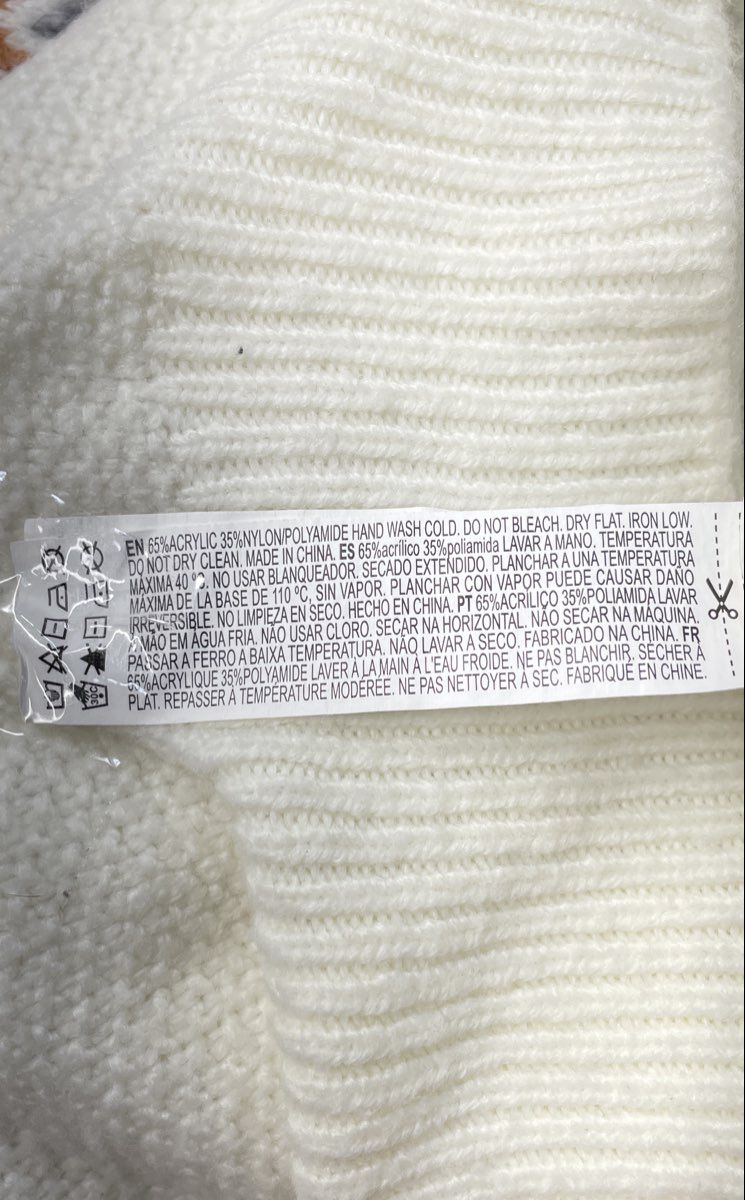 EN 65%ACRYLIC 35%NYLON/POLYAMIDE HAND WASH COLD. DO NOT BLEACH. DRY FLAT. IRON LOW.
DO NOT DRY CLEAN. MADE IN CHINA. ES 65%acrílico 35%poliamida LAVAR A MANO. TEMPERATURA
MÁXIMA 40 ºC. NO USAR BLANQUEADOR. SECADO EXTENDIDO. PLANCHAR A UNA TEMPERATURA
MÁXIMA DE LA BASE DE 110 ºC, SIN VAPOR. PLANCHAR CON VAPOR PUEDE CAUSAR DAÑO
IRREVERSIBLE. NO LIMPIEZA EN SECO. HECHO EN CHINA. PT 65%ACRÍLICO 35%POLIAMIDA LAVAR
À MÃO EM ÁGUA FRIA. NÃO USAR CLORO. SECAR NA HORIZONTAL. NÃO SECAR NA MÁQUINA.
PASSAR A FERRO A BAIXA TEMPERATURA. NÃO LAVAR A SECO. FABRICADO NA CHINA. FR
65%ACRYLIQUE 35%POLYAMIDE LAVER À LA MAIN À L'EAU FROIDE. NE PAS BLANCHIR. SÉCHER À
PLAT. REPASSER À TEMPÉRATURE MODÉRÉE. NE PAS NETTOYER À SEC. FABRIQUÉ EN CHINE.
30C